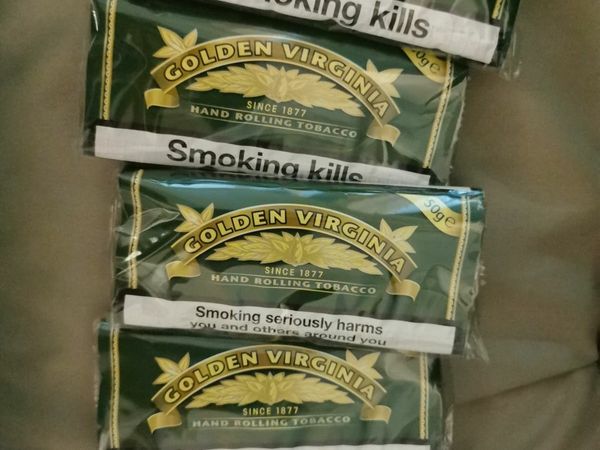 Smoking kills
50g℮
GOLDEN VIRGINIA
SINCE 1877
HAND ROLLING TOBACCO
Smoking kills
50g℮
GOLDEN VIRGINIA
SINCE 1877
HAND ROLLING TOBACCO
Smoking seriously harms
you and others around you
GOLDEN VIRGINIA
SINCE 1877
HAND ROLLING TOBACCO